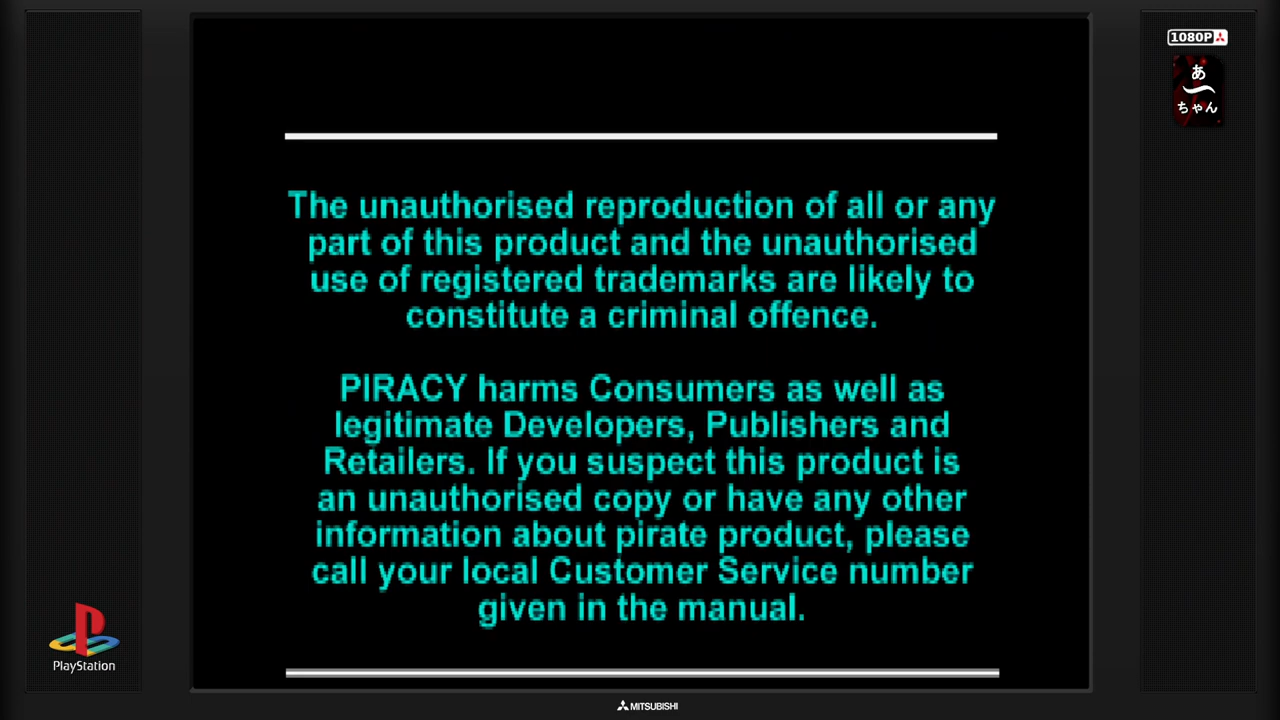 1080P
あ
ー
ちゃん
The unauthorised reproduction of all or any
part of this product and the unauthorised
use of registered trademarks are likely to
constitute a criminal offence.
PIRACY harms Consumers as well as
legitimate Developers, Publishers and
Retailers. If you suspect this product is
an unauthorised copy or have any other
information about pirate product, please
call your local Customer Service number
given in the manual.
PlayStation
MITSUBISHI